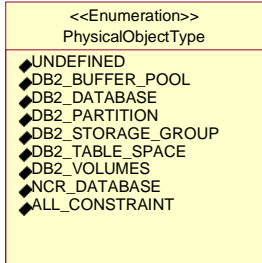 <<Enumeration>>
PhysicalObjectType
UNDEFINED
DB2_BUFFER_POOL
DB2_DATABASE
DB2_PARTITION
DB2_STORAGE_GROUP
DB2_TABLE_SPACE
DB2_VOLUMES
NCR_DATABASE
ALL_CONSTRAINT